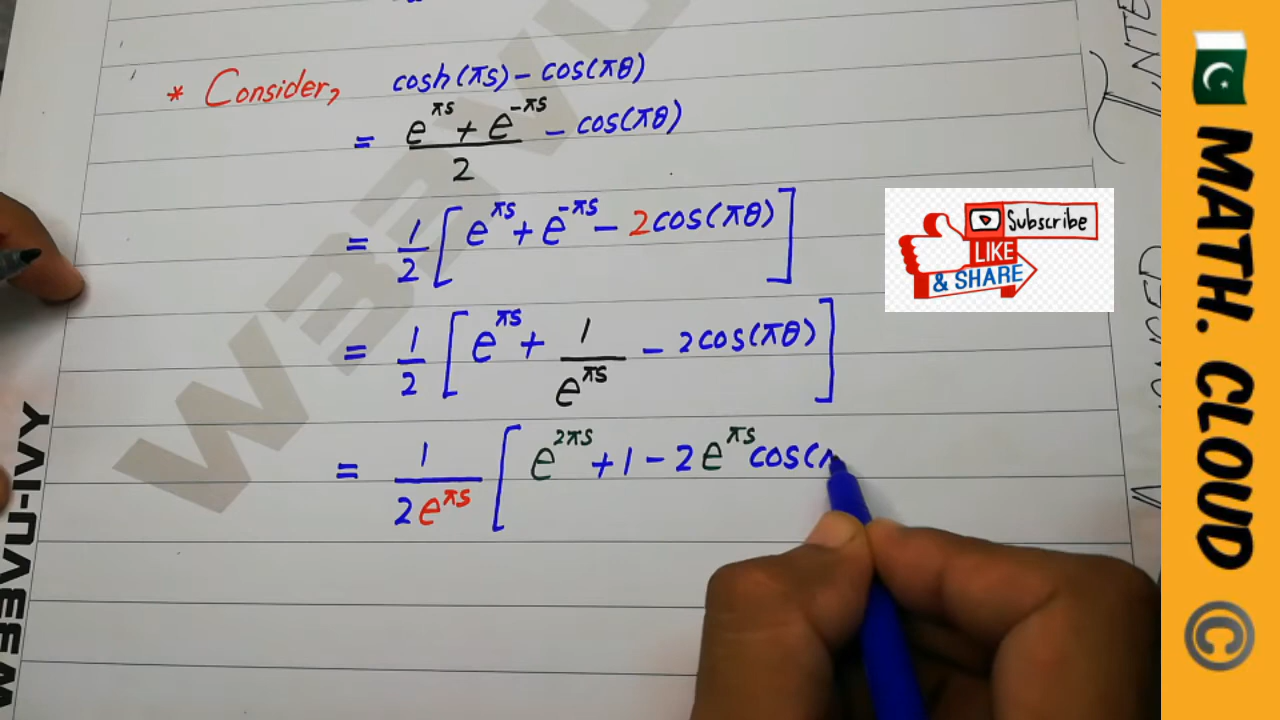 * Consider, cosh(πs) − cos(πθ)
= e^πs + e^−πs / 2 − cos(πθ)
= 1/2 [ e^πs + e^−πs − 2cos(πθ) ]
= 1/2 [ e^πs + 1/e^πs − 2cos(πθ) ]
= 1/2e^πs [ e^2πs + 1 − 2e^πs cos(
Subscribe
LIKE
& SHARE
MATH. CLOUD ©
W33VU-IVY
W33VU